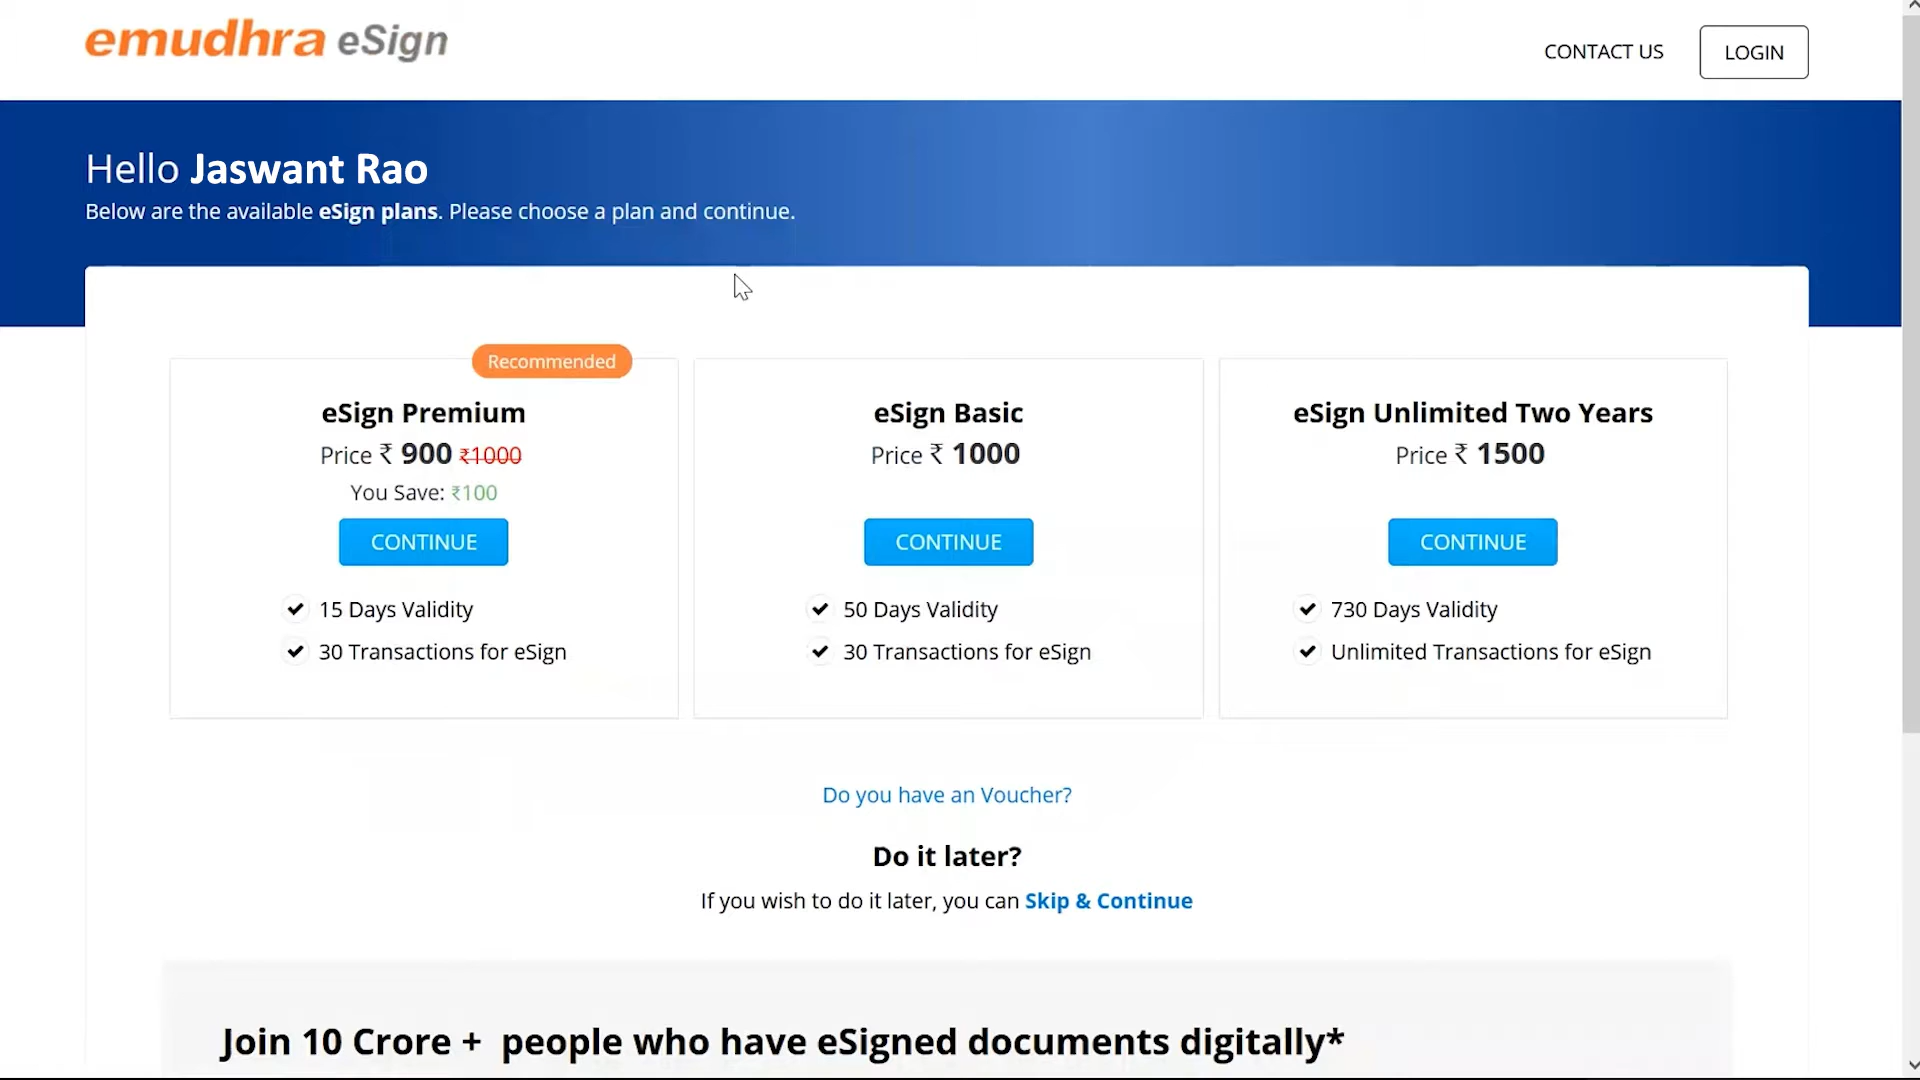 emudhra eSign
CONTACT US
LOGIN
Hello Jaswant Rao
Below are the available eSign plans. Please choose a plan and continue.
Recommended
eSign Premium
Price ₹ 900 ₹1000
You Save: ₹100
CONTINUE
15 Days Validity
30 Transactions for eSign
eSign Basic
Price ₹ 1000
CONTINUE
50 Days Validity
30 Transactions for eSign
eSign Unlimited Two Years
Price ₹ 1500
CONTINUE
730 Days Validity
Unlimited Transactions for eSign
Do you have an Voucher?
Do it later?
If you wish to do it later, you can Skip & Continue
Join 10 Crore + people who have eSigned documents digitally*